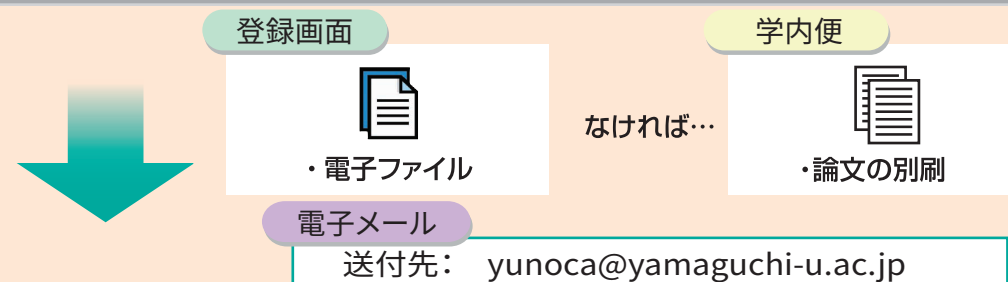 登録画面
学内便
なければ…
・電子ファイル
・論文の別刷
電子メール
送付先： yunoca@yamaguchi-u.ac.jp